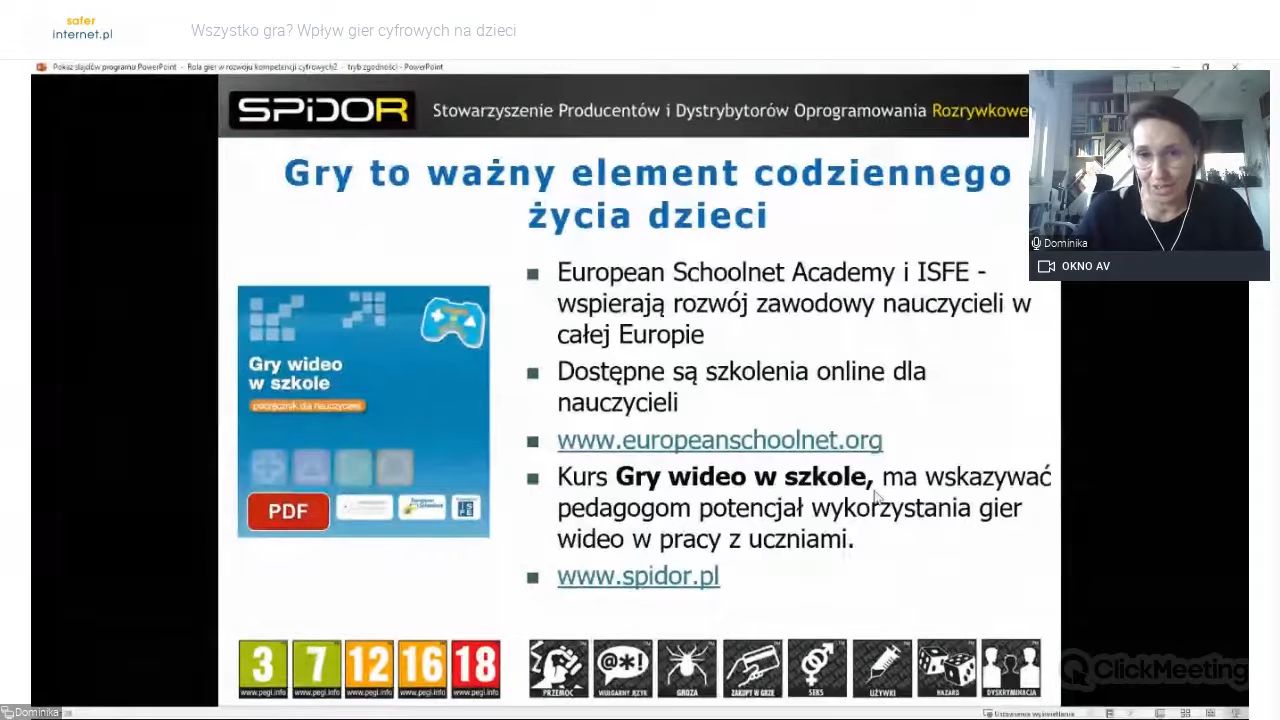 safer
internet.pl
Wszystko gra? Wpływ gier cyfrowych na dzieci
Pokaz slajdów programu PowerPoint - Rola gier w rozwoju kompetencji cyfrowych2 - tryb zgodności - PowerPoint
SPiDOR
Stowarzyszenie Producentów i Dystrybytorów Oprogramowania Rozrywkowe
Gry to ważny element codziennego
życia dzieci
Dominika
OKNO AV
European Schoolnet Academy i ISFE -
wspierają rozwój zawodowy nauczycieli w
całej Europie
Dostępne są szkolenia online dla
nauczycieli
www.europeanschoolnet.org
Kurs Gry wideo w szkole, ma wskazywać
pedagogom potencjał wykorzystania gier
wideo w pracy z uczniami.
www.spidor.pl
Gry wideo
w szkole
podręcznik dla nauczycieli
PDF
3 7 12 16 18
www.pegi.info www.pegi.info www.pegi.info www.pegi.info www.pegi.info
@*!
PRZEMOC WULGARNY JĘZYK GROZA ZAKUPY W GRZE SEKS UŻYWKI HAZARD DYSKRYMINACJA
ClickMeeting
Dominika
Ustawienia wyświetlania